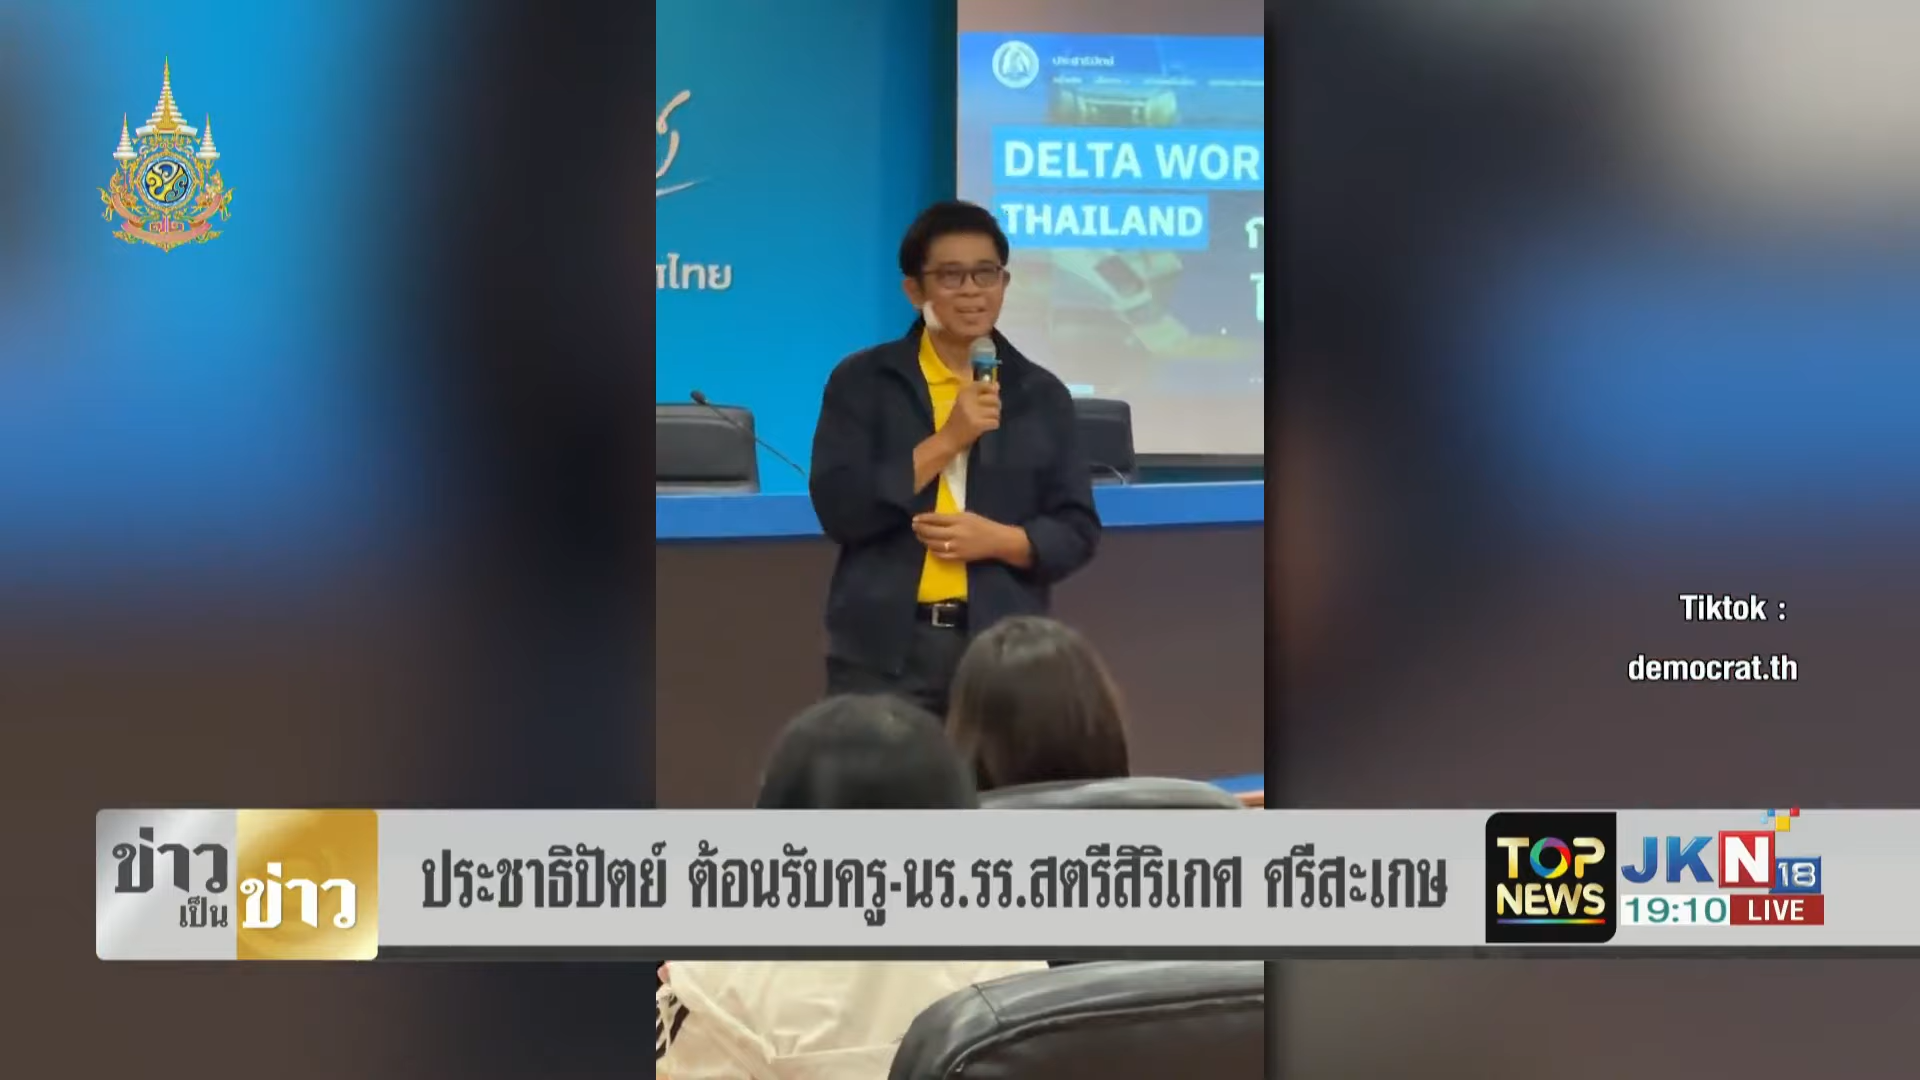 ประชาธิปัตย์
DELTA WOR
THAILAND
ศไทย
Tiktok :
democrat.th
ข่าว
เป็น
ข่าว
ประชาธิปัตย์ ต้อนรับครู-นร.รร.สตรีสิริเกศ ศรีสะเกษ
TOP
NEWS
JKN18
19:10 LIVE